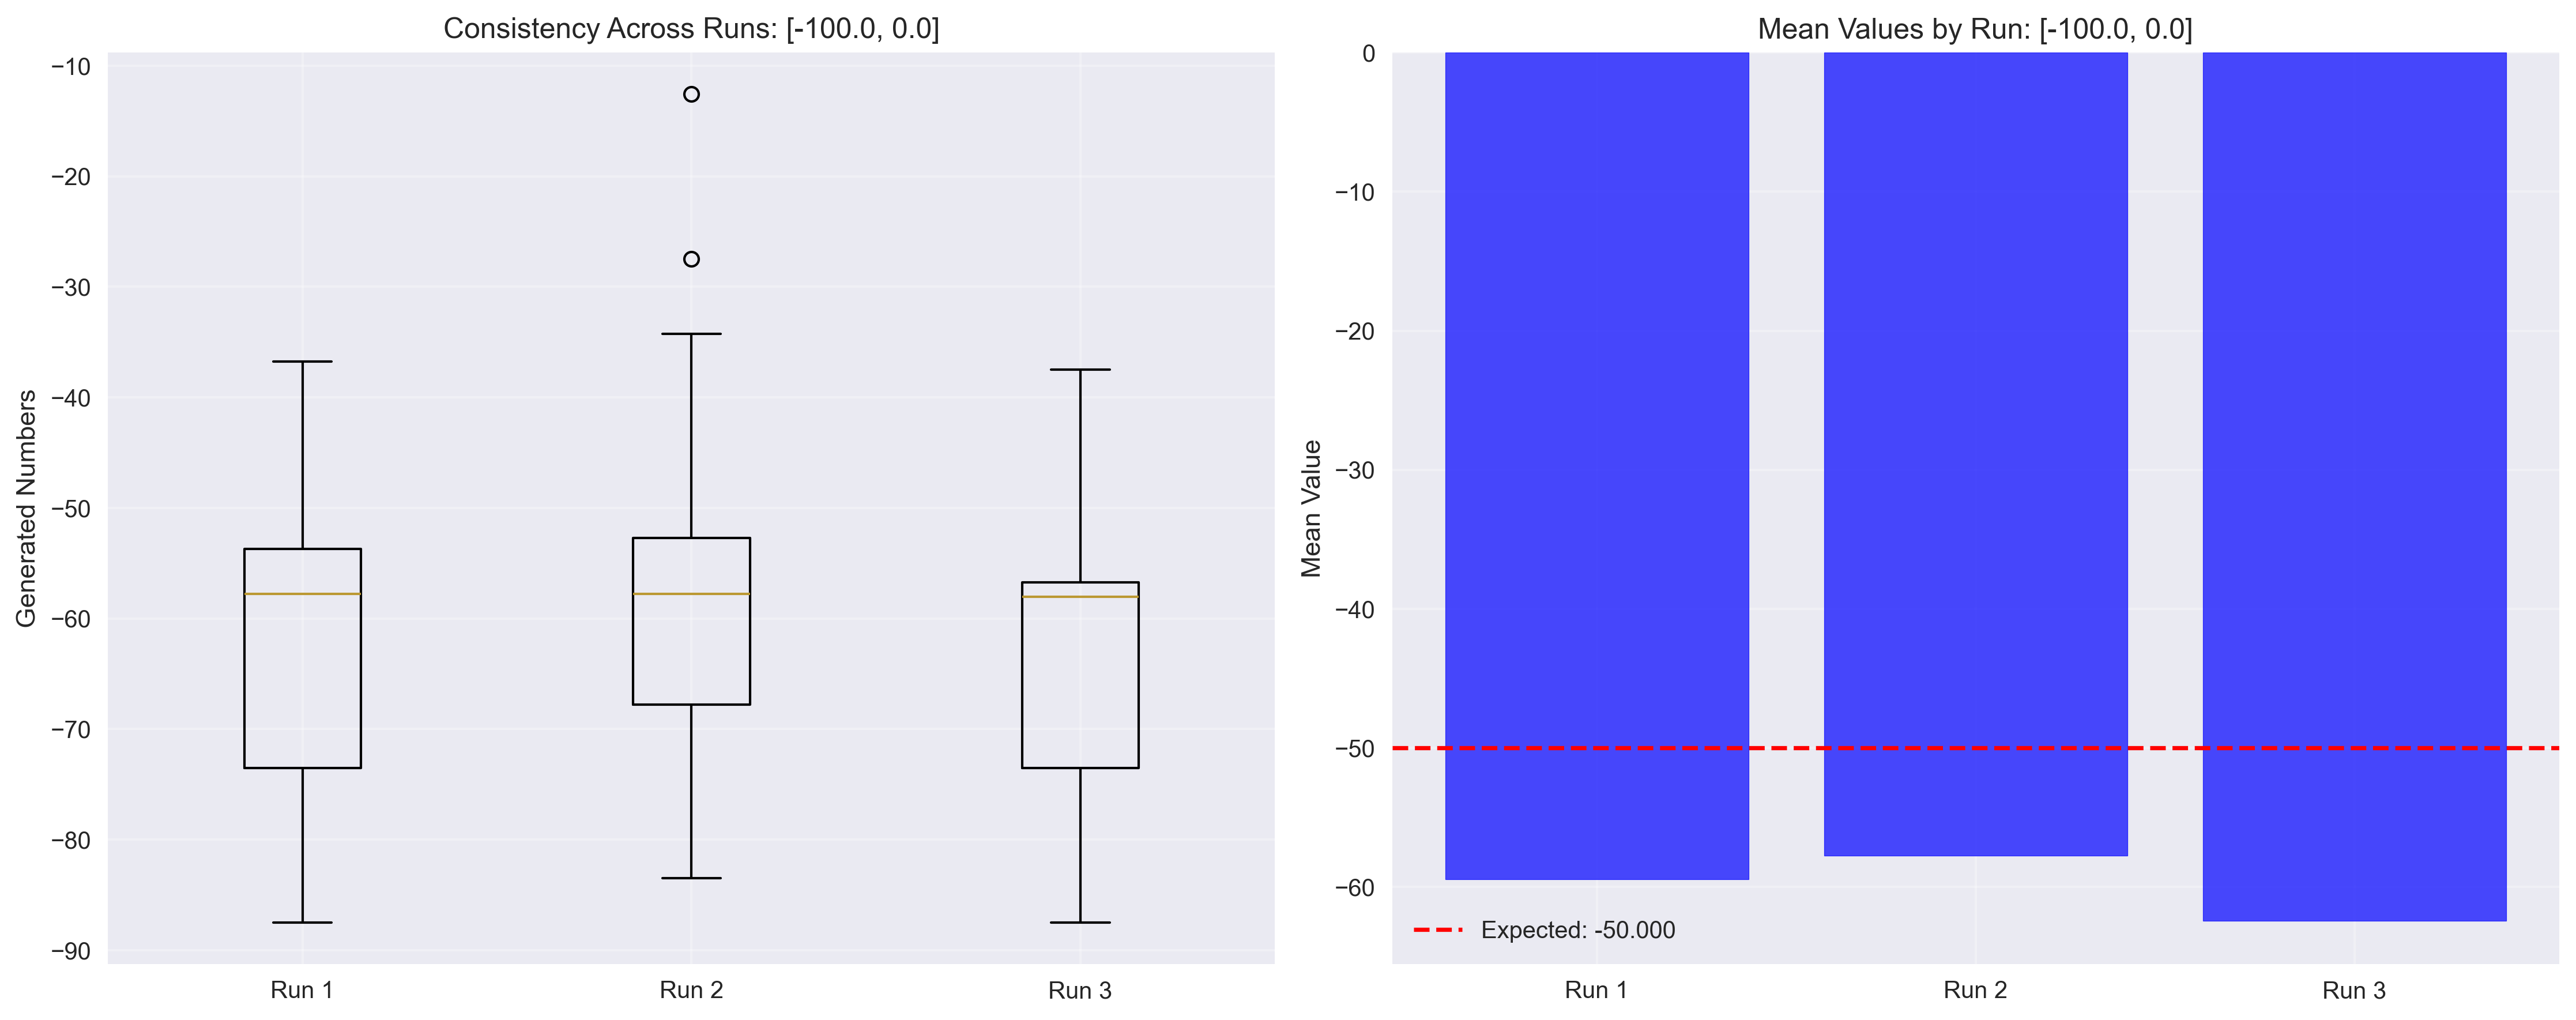 Consistency Across Runs: [-100.0, 0.0]
Generated Numbers
−10
−20
−30
−40
−50
−60
−70
−80
−90
Run 1
Run 2
Run 3
Mean Values by Run: [-100.0, 0.0]
Mean Value
0
−10
−20
−30
−40
−50
−60
Expected: -50.000
Run 1
Run 2
Run 3